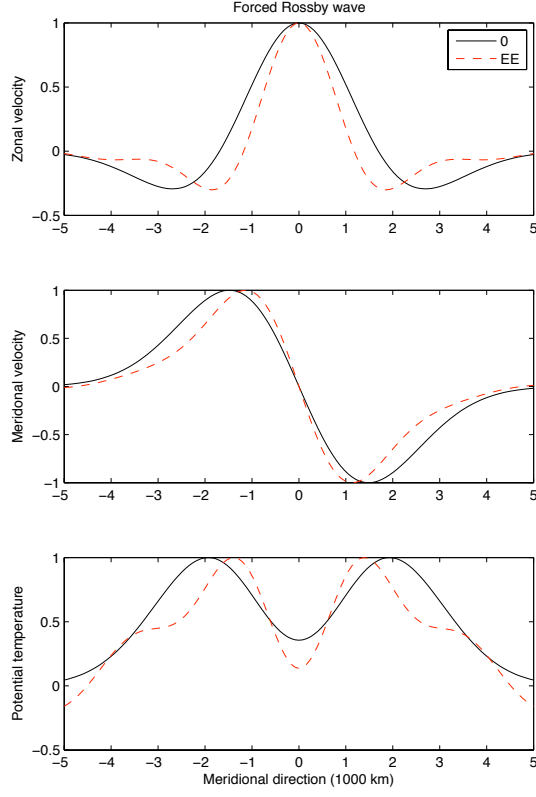 Forced Rossby wave
Zonal velocity
1
0.5
0
−0.5
0
EE
−5 −4 −3 −2 −1 0 1 2 3 4 5
Meridonal velocity
1
0.5
0
−0.5
−1
−5 −4 −3 −2 −1 0 1 2 3 4 5
Potential temperature
1
0.5
0
−0.5
−5 −4 −3 −2 −1 0 1 2 3 4 5
Meridional direction (1000 km)